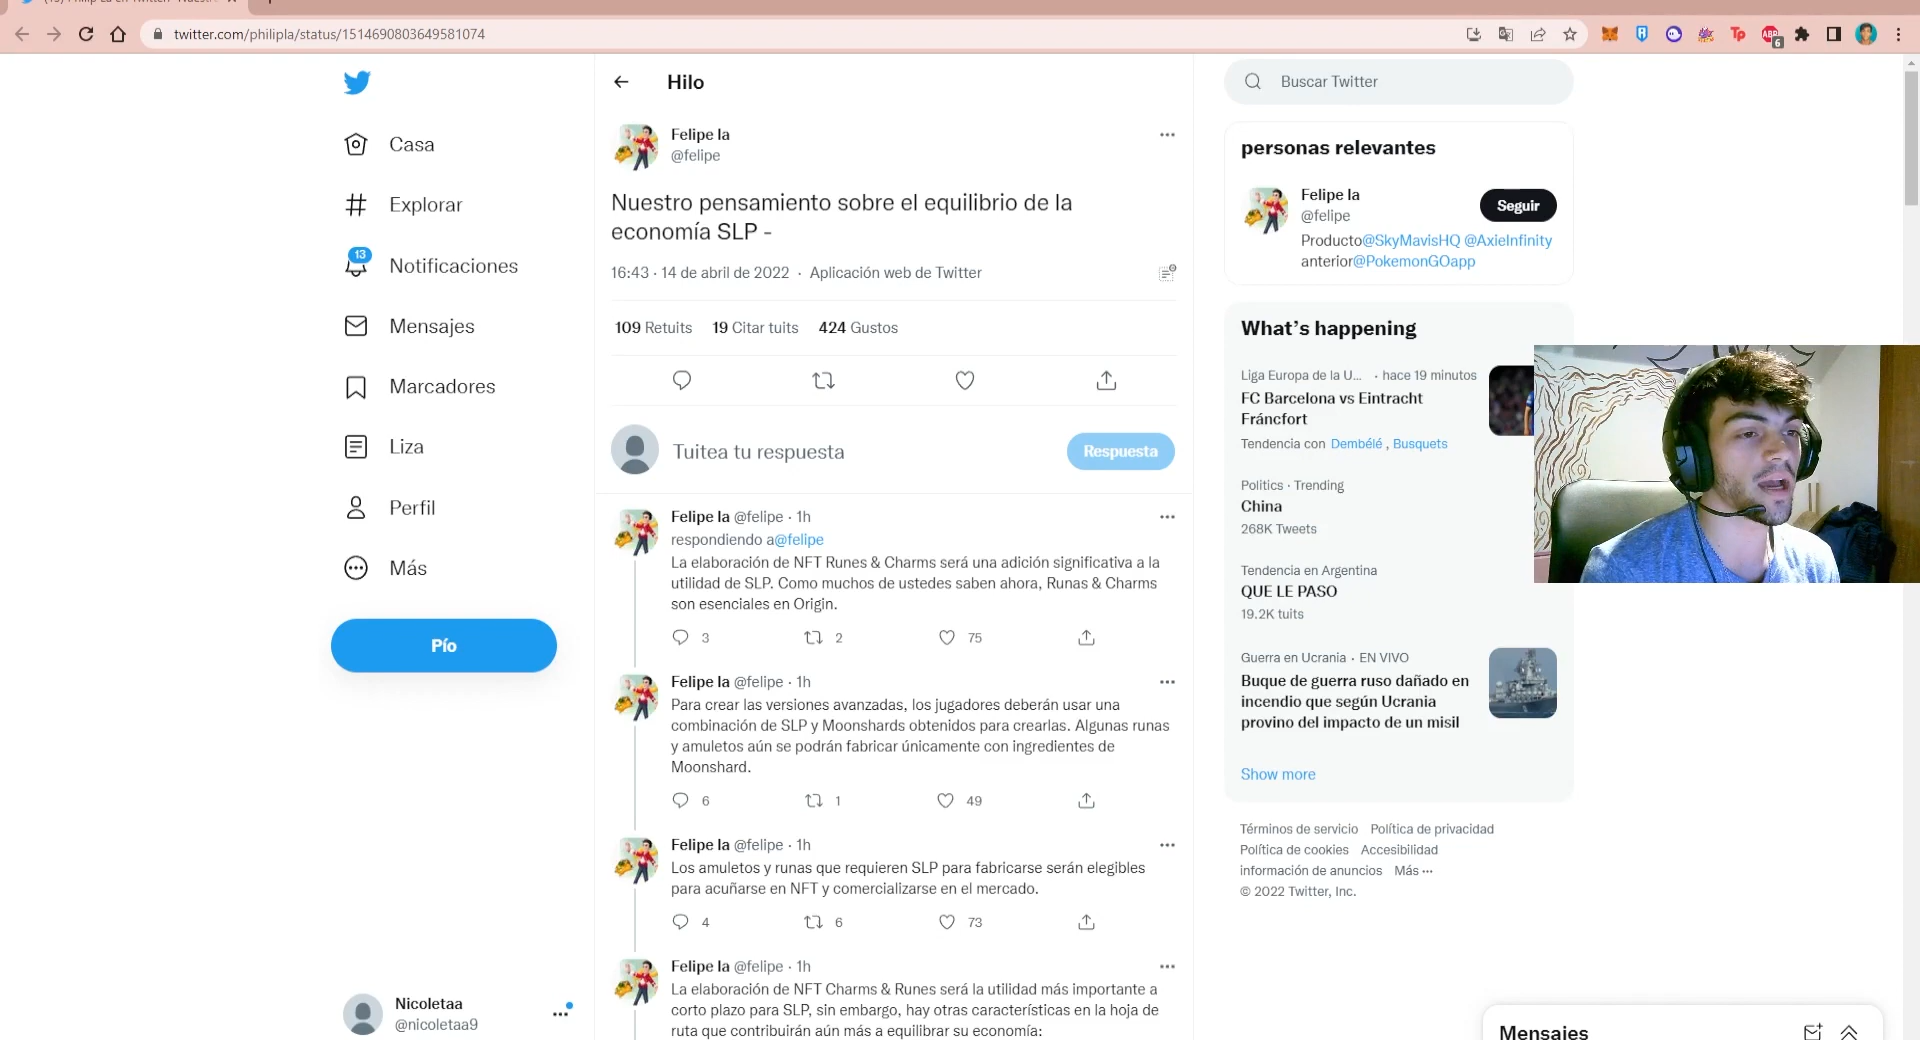 twitter.com/philipla/status/1514690803649581074
Tp
ABP
6
Casa
Explorar
13
Notificaciones
Mensajes
Marcadores
Liza
Perfil
Más
Pío
Nicoletaa
@nicoletaa9
Hilo
Felipe la
@felipe
Nuestro pensamiento sobre el equilibrio de la
economía SLP -
16:43 · 14 de abril de 2022 · Aplicación web de Twitter
109 Retuits 19 Citar tuits 424 Gustos
Tuitea tu respuesta
Respuesta
Felipe la @felipe · 1h
respondiendo a@felipe
La elaboración de NFT Runes & Charms será una adición significativa a la
utilidad de SLP. Como muchos de ustedes saben ahora, Runas & Charms
son esenciales en Origin.
3 2 75
Felipe la @felipe · 1h
Para crear las versiones avanzadas, los jugadores deberán usar una
combinación de SLP y Moonshards obtenidos para crearlas. Algunas runas
y amuletos aún se podrán fabricar únicamente con ingredientes de
Moonshard.
6 1 49
Felipe la @felipe · 1h
Los amuletos y runas que requieren SLP para fabricarse serán elegibles
para acuñarse en NFT y comercializarse en el mercado.
4 6 73
Felipe la @felipe · 1h
La elaboración de NFT Charms & Runes será la utilidad más importante a
corto plazo para SLP, sin embargo, hay otras características en la hoja de
ruta que contribuirán aún más a equilibrar su economía:
Buscar Twitter
personas relevantes
Felipe la
@felipe
Seguir
Producto@SkyMavisHQ @AxieInfinity
anterior@PokemonGOapp
What's happening
Liga Europa de la U... · hace 19 minutos
FC Barcelona vs Eintracht
Fráncfort
Tendencia con Dembélé , Busquets
Politics · Trending
China
268K Tweets
Tendencia en Argentina
QUE LE PASO
19.2K tuits
Guerra en Ucrania · EN VIVO
Buque de guerra ruso dañado en
incendio que según Ucrania
provino del impacto de un misil
Show more
Términos de servicio Política de privacidad
Política de cookies Accesibilidad
información de anuncios Más ···
© 2022 Twitter, Inc.
Mensajes